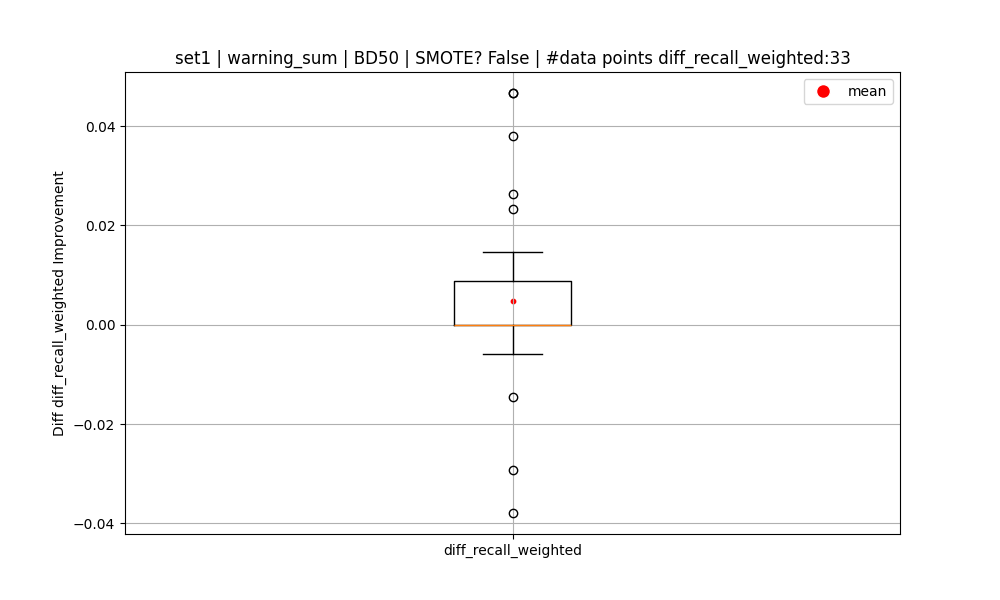 set1 | warning_sum | BD50 | SMOTE? False | #data points diff_recall_weighted:33
mean
0.04
0.02
0.00
−0.02
−0.04
Diff diff_recall_weighted Improvement
diff_recall_weighted